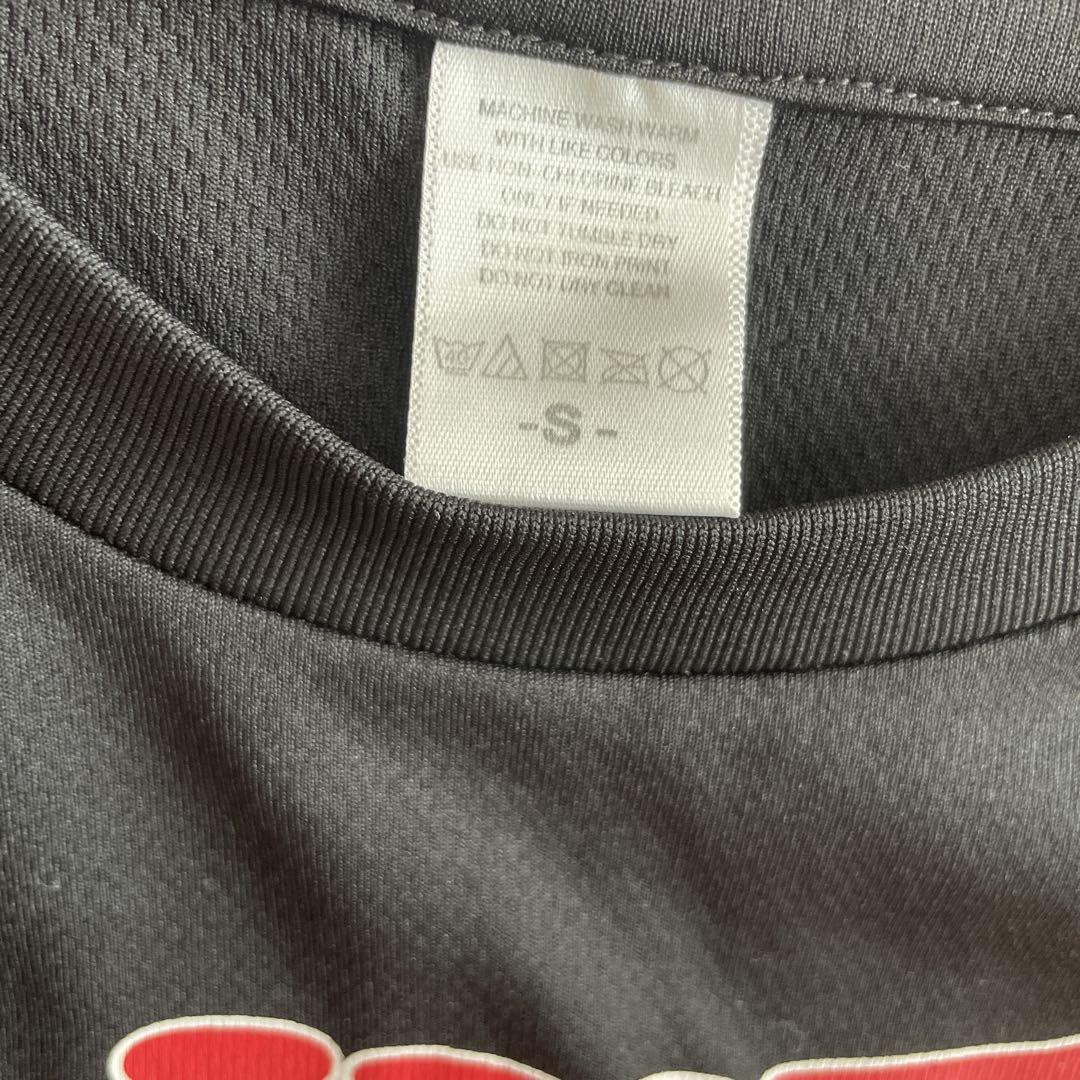 MACHINE WASH WARM
WITH LIKE COLORS
USE NON-CHLORINE BLEACH
ONLY IF NEEDED
DO NOT TUMBLE DRY
DO NOT IRON PRINT
DO NOT DRY CLEAN
-S-